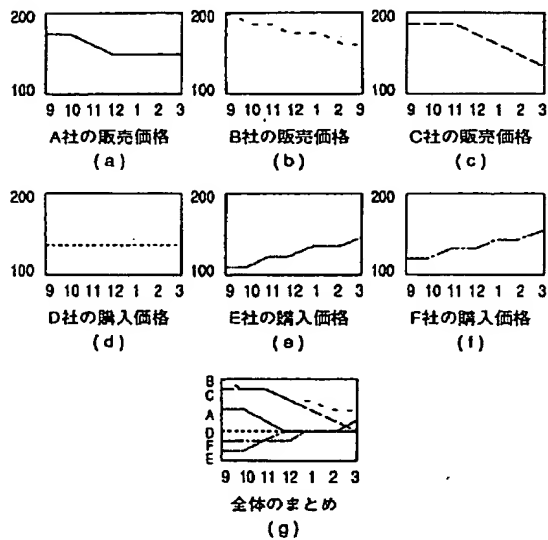 200 200 200
100 100 100
9 10 11 12 1 2 3 9 10 11 12 1 2 3 9 10 11 12 1 2 3
A社の販売価格 B社の販売価格 C社の販売価格
(a) (b) (c)
200 200 200
100 100 100
9 10 11 12 1 2 3 9 10 11 12 1 2 3 9 10 11 12 1 2 3
D社の購入価格 E社の購入価格 F社の購入価格
(d) (e) (f)
B
C
A
D
F
E
9 10 11 12 1 2 3
全体のまとめ
(g)